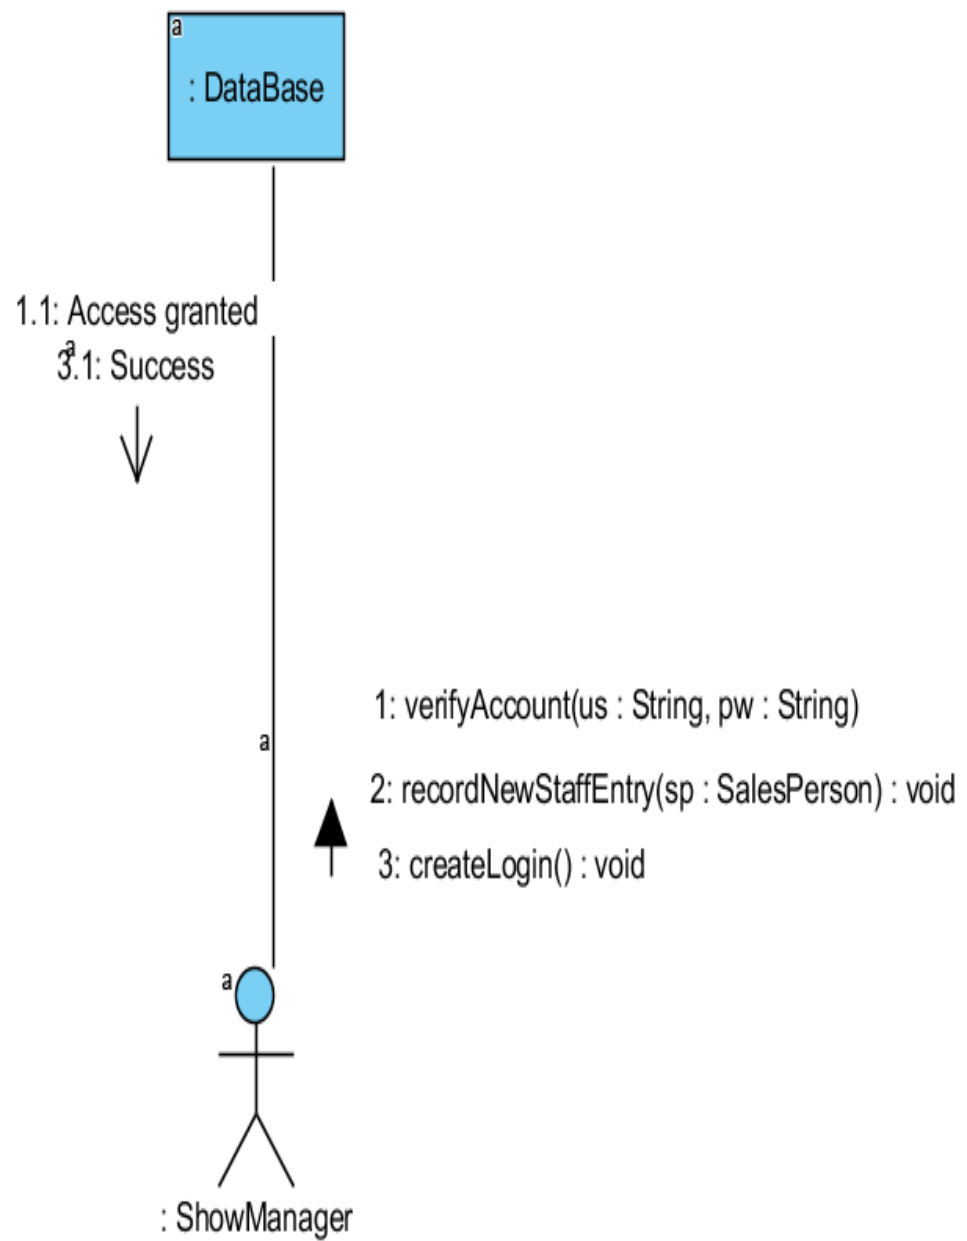 a
: DataBase
1.1: Access granted
a
3.1: Success
1: verifyAccount(us : String, pw : String)
a
2: recordNewStaffEntry(sp : SalesPerson) : void
3: createLogin() : void
a
: ShowManager